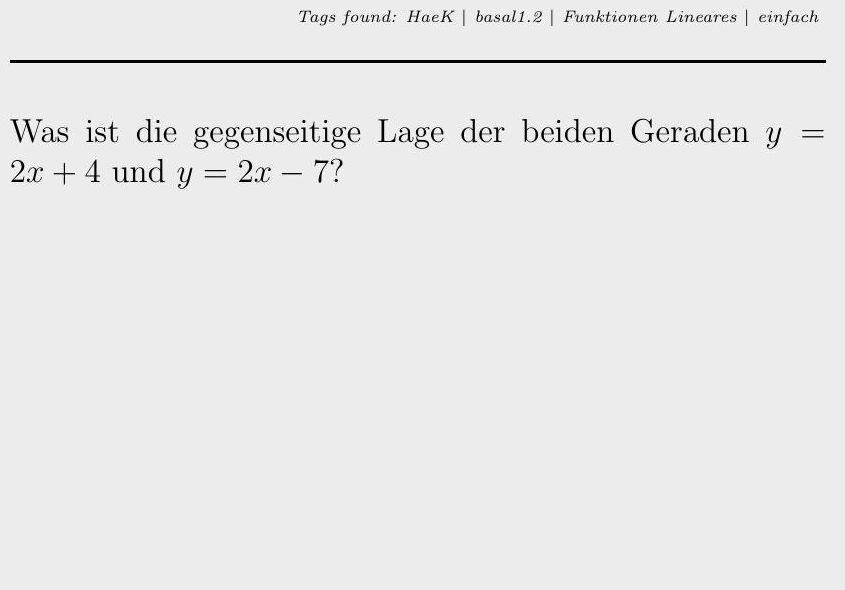 Tags found: HaeK | basal1.2 | Funktionen Lineares | einfach
Was ist die gegenseitige Lage der beiden Geraden y =
2x + 4 und y = 2x − 7?